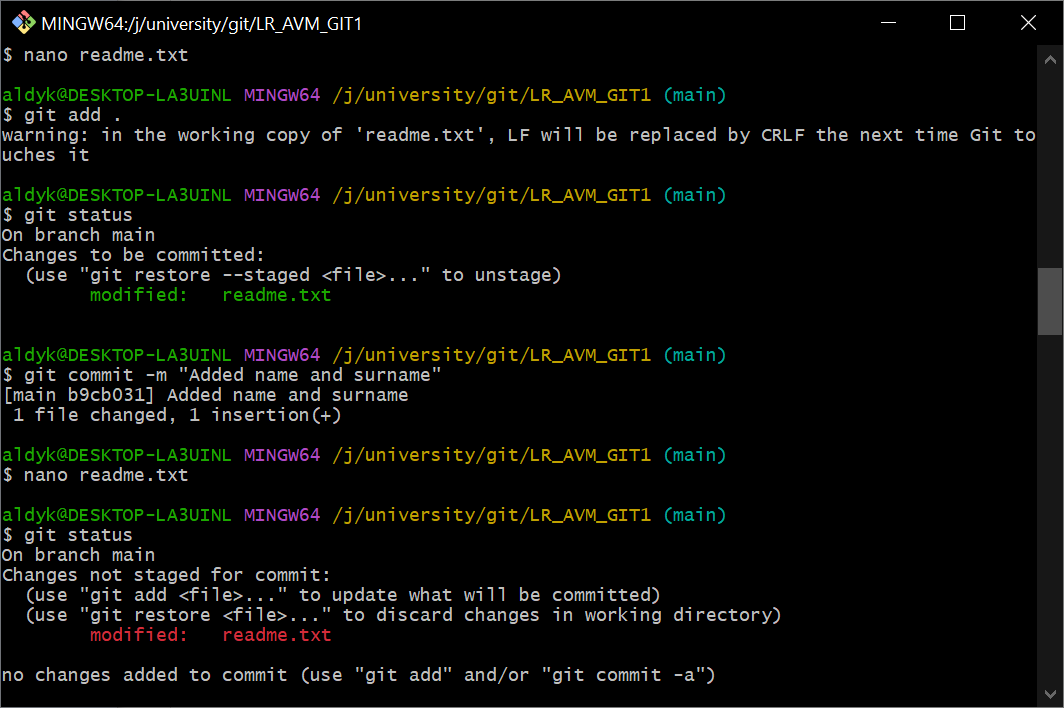 MINGW64:/j/university/git/LR_AVM_GIT1
$ nano readme.txt
aldyk@DESKTOP-LA3UINL MINGW64 /j/university/git/LR_AVM_GIT1 (main)
$ git add .
warning: in the working copy of 'readme.txt', LF will be replaced by CRLF the next time Git to
uches it
aldyk@DESKTOP-LA3UINL MINGW64 /j/university/git/LR_AVM_GIT1 (main)
$ git status
On branch main
Changes to be committed:
  (use "git restore --staged <file>..." to unstage)
        modified:   readme.txt
aldyk@DESKTOP-LA3UINL MINGW64 /j/university/git/LR_AVM_GIT1 (main)
$ git commit -m "Added name and surname"
[main b9cb031] Added name and surname
 1 file changed, 1 insertion(+)
aldyk@DESKTOP-LA3UINL MINGW64 /j/university/git/LR_AVM_GIT1 (main)
$ nano readme.txt
aldyk@DESKTOP-LA3UINL MINGW64 /j/university/git/LR_AVM_GIT1 (main)
$ git status
On branch main
Changes not staged for commit:
  (use "git add <file>..." to update what will be committed)
  (use "git restore <file>..." to discard changes in working directory)
        modified:   readme.txt
no changes added to commit (use "git add" and/or "git commit -a")